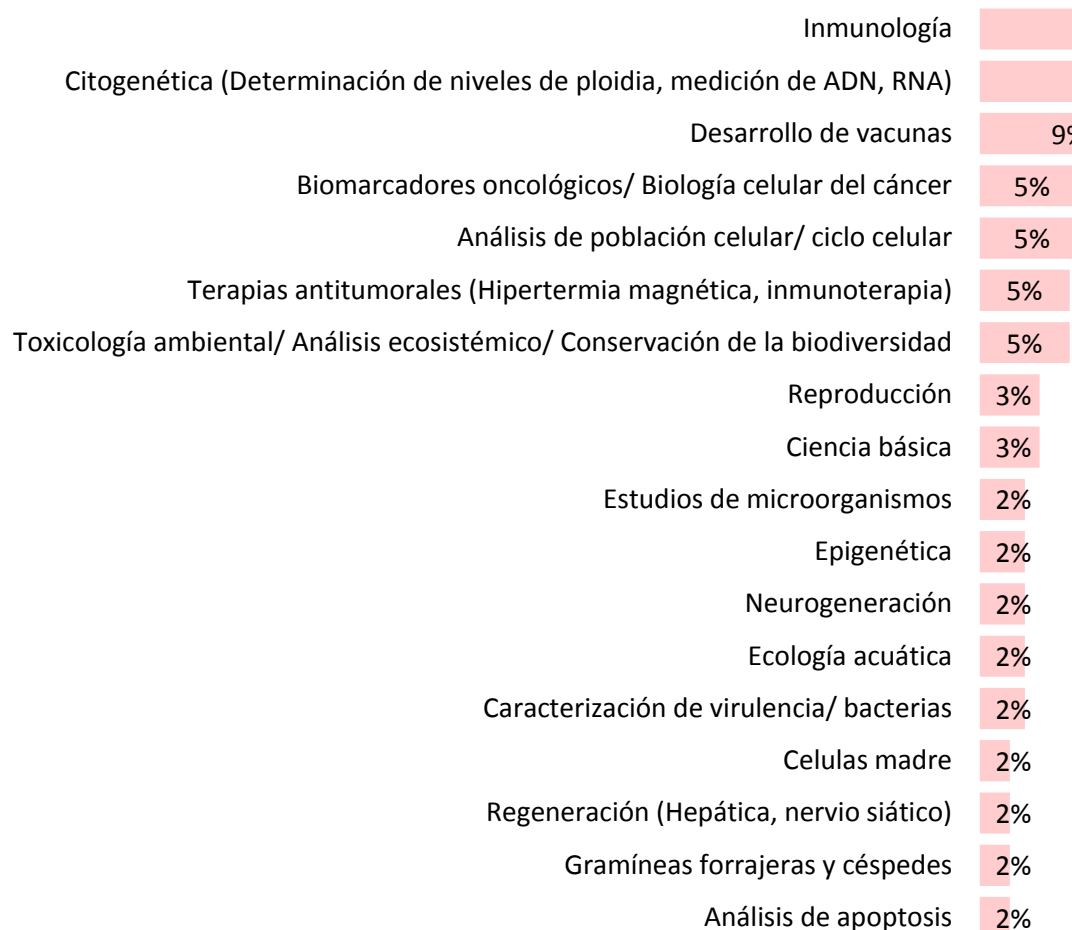 Inmunología
Citogenética (Determinación de niveles de ploidia, medición de ADN, RNA)
Desarrollo de vacunas 9%
Biomarcadores oncológicos/ Biología celular del cáncer 5%
Análisis de población celular/ ciclo celular 5%
Terapias antitumorales (Hipertermia magnética, inmunoterapia) 5%
Toxicología ambiental/ Análisis ecosistémico/ Conservación de la biodiversidad 5%
Reproducción 3%
Ciencia básica 3%
Estudios de microorganismos 2%
Epigenética 2%
Neurogeneración 2%
Ecología acuática 2%
Caracterización de virulencia/ bacterias 2%
Celulas madre 2%
Regeneración (Hepática, nervio siático) 2%
Gramíneas forrajeras y céspedes 2%
Análisis de apoptosis 2%